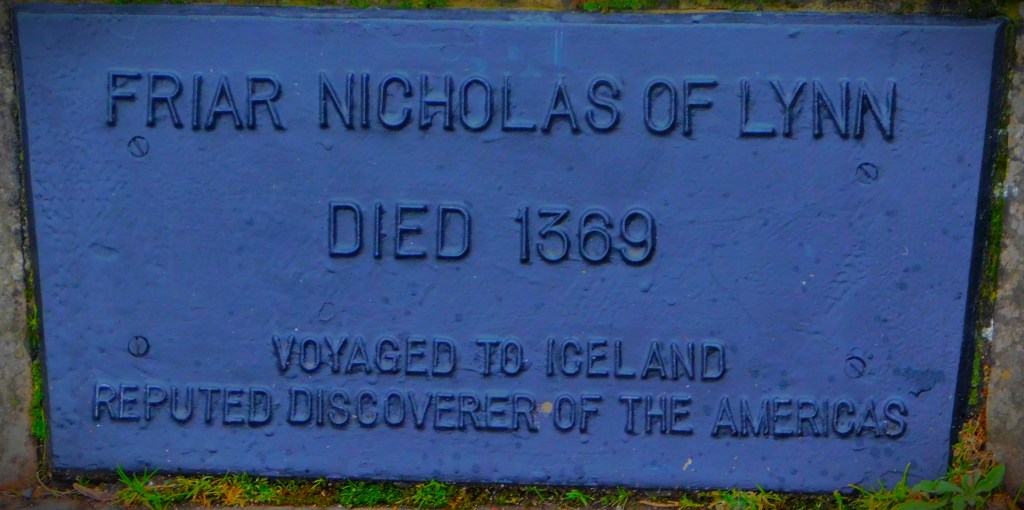 FRIAR NICHOLAS OF LYNN
DIED 1369
VOYAGED TO ICELAND
REPUTED DISCOVERER OF THE AMERICAS